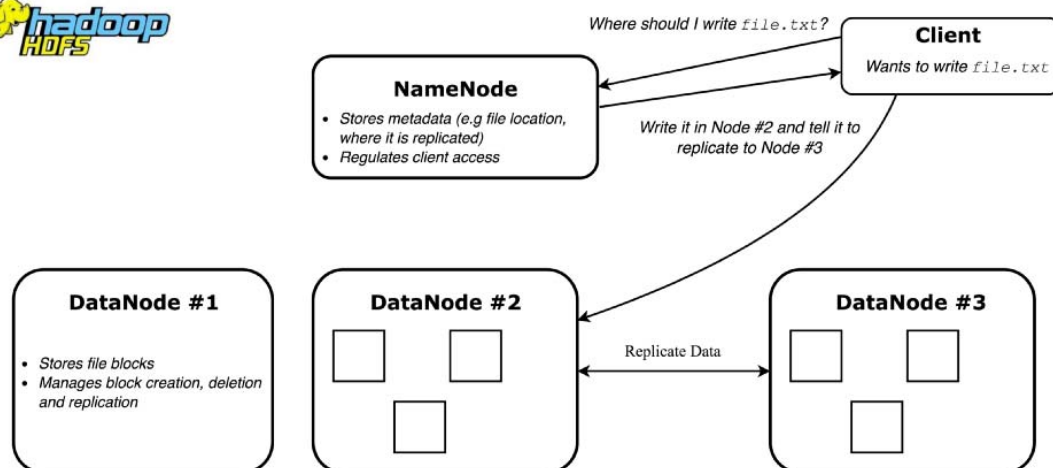 hadoop
HDFS
Where should I write file.txt?
Client
Wants to write file.txt
NameNode
• Stores metadata (e.g file location,
where it is replicated)
• Regulates client access
Write it in Node #2 and tell it to
replicate to Node #3
DataNode #1
• Stores file blocks
• Manages block creation, deletion
and replication
DataNode #2
Replicate Data
DataNode #3